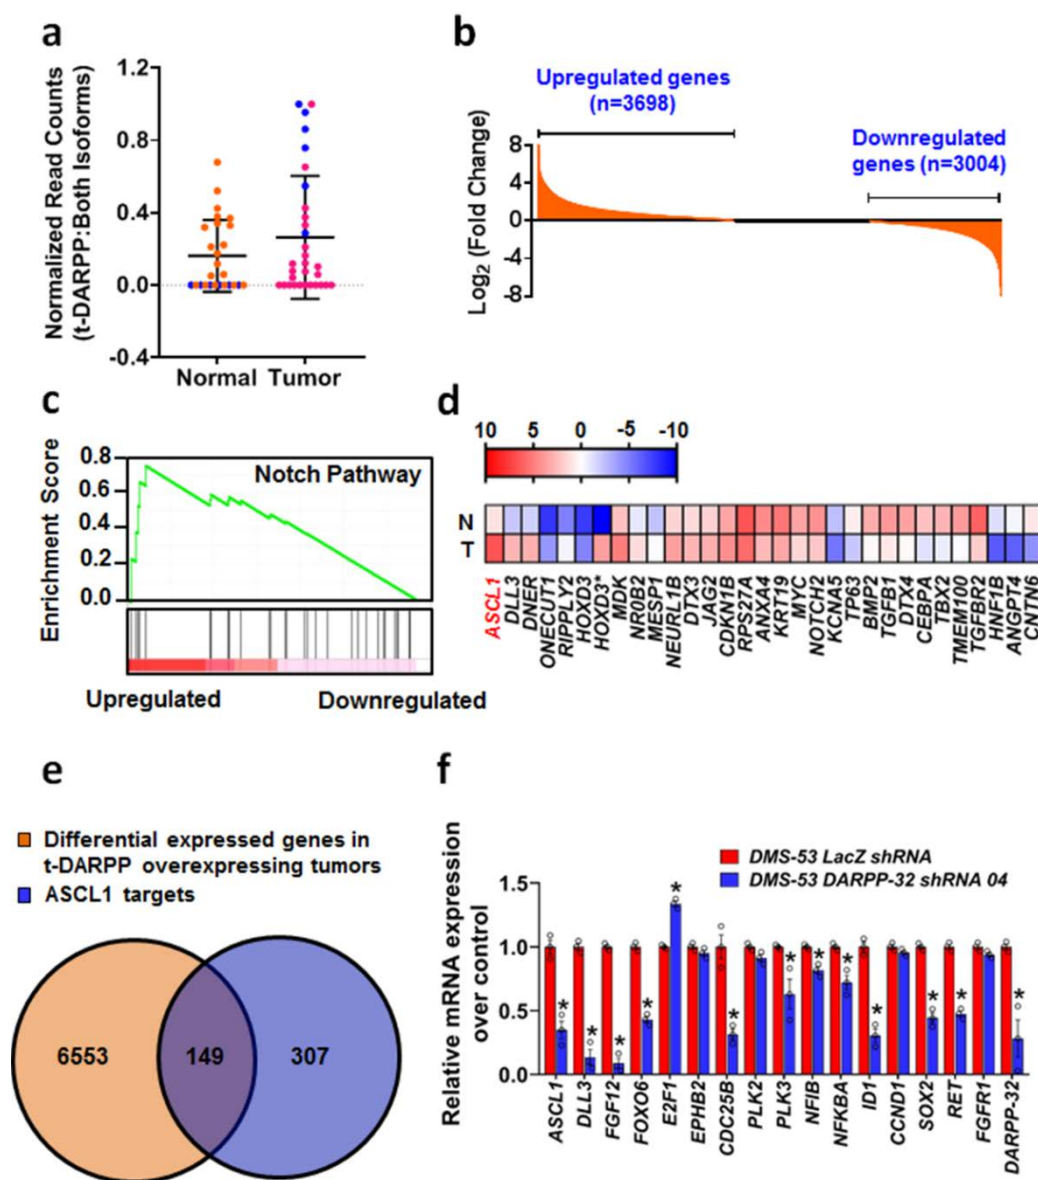 a
Normalized Read Counts
(t-DARPP:Both Isoforms)
1.2
0.8
0.4
0.0
-0.4
Normal Tumor
b
Upregulated genes
(n=3698)
Downregulated
genes (n=3004)
Log2 (Fold Change)
8
4
0
-4
-8
c
Enrichment Score
0.8
0.6
0.4
0.2
0.0
Notch Pathway
Upregulated Downregulated
d
10 5 0 -5 -10
N
T
ASCL1
DLL3
DNER
ONECUT1
RIPPLY2
HOXD3
HOXD3*
MDK
NR0B2
MESP1
NEURL1B
DTX3
JAG2
CDKN1B
RPS27A
ANXA4
KRT19
MYC
NOTCH2
KCNA5
TP63
BMP2
TGFB1
DTX4
CEBPA
TBX2
TMEM100
TGFBR2
HNF1B
ANGPT4
CNTN6
e
Differential expressed genes in
t-DARPP overexpressing tumors
ASCL1 targets
6553 149 307
f
DMS-53 LacZ shRNA
DMS-53 DARPP-32 shRNA 04
Relative mRNA expression
over control
1.5
1.0
0.5
0.0
* * * * * * * * * * * * *
ASCL1
DLL3
FGF12
FOXO6
E2F1
EPHB2
CDC25B
PLK2
PLK3
NFIB
NFKBA
ID1
CCND1
SOX2
RET
FGFR1
DARPP-32